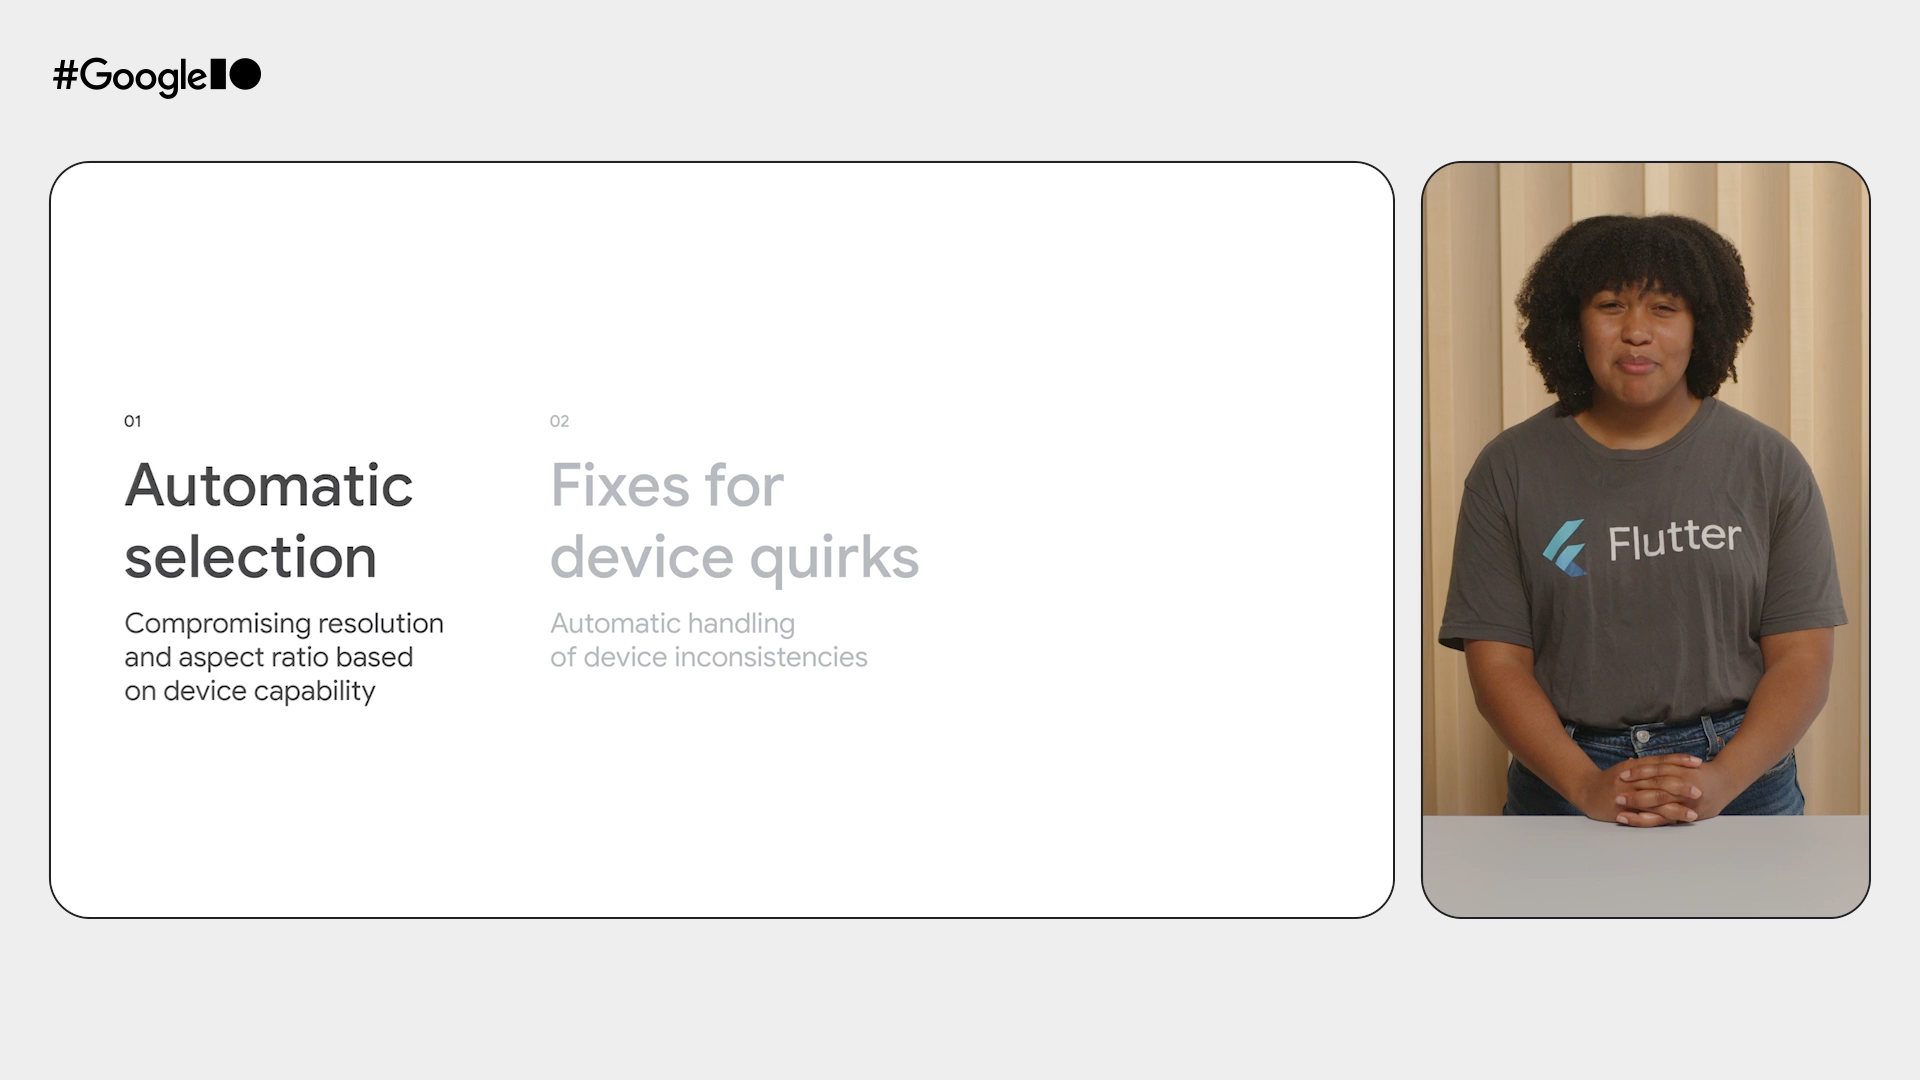 #GoogleIO
01
Automatic
selection
Compromising resolution
and aspect ratio based
on device capability
02
Fixes for
device quirks
Automatic handling
of device inconsistencies
Flutter